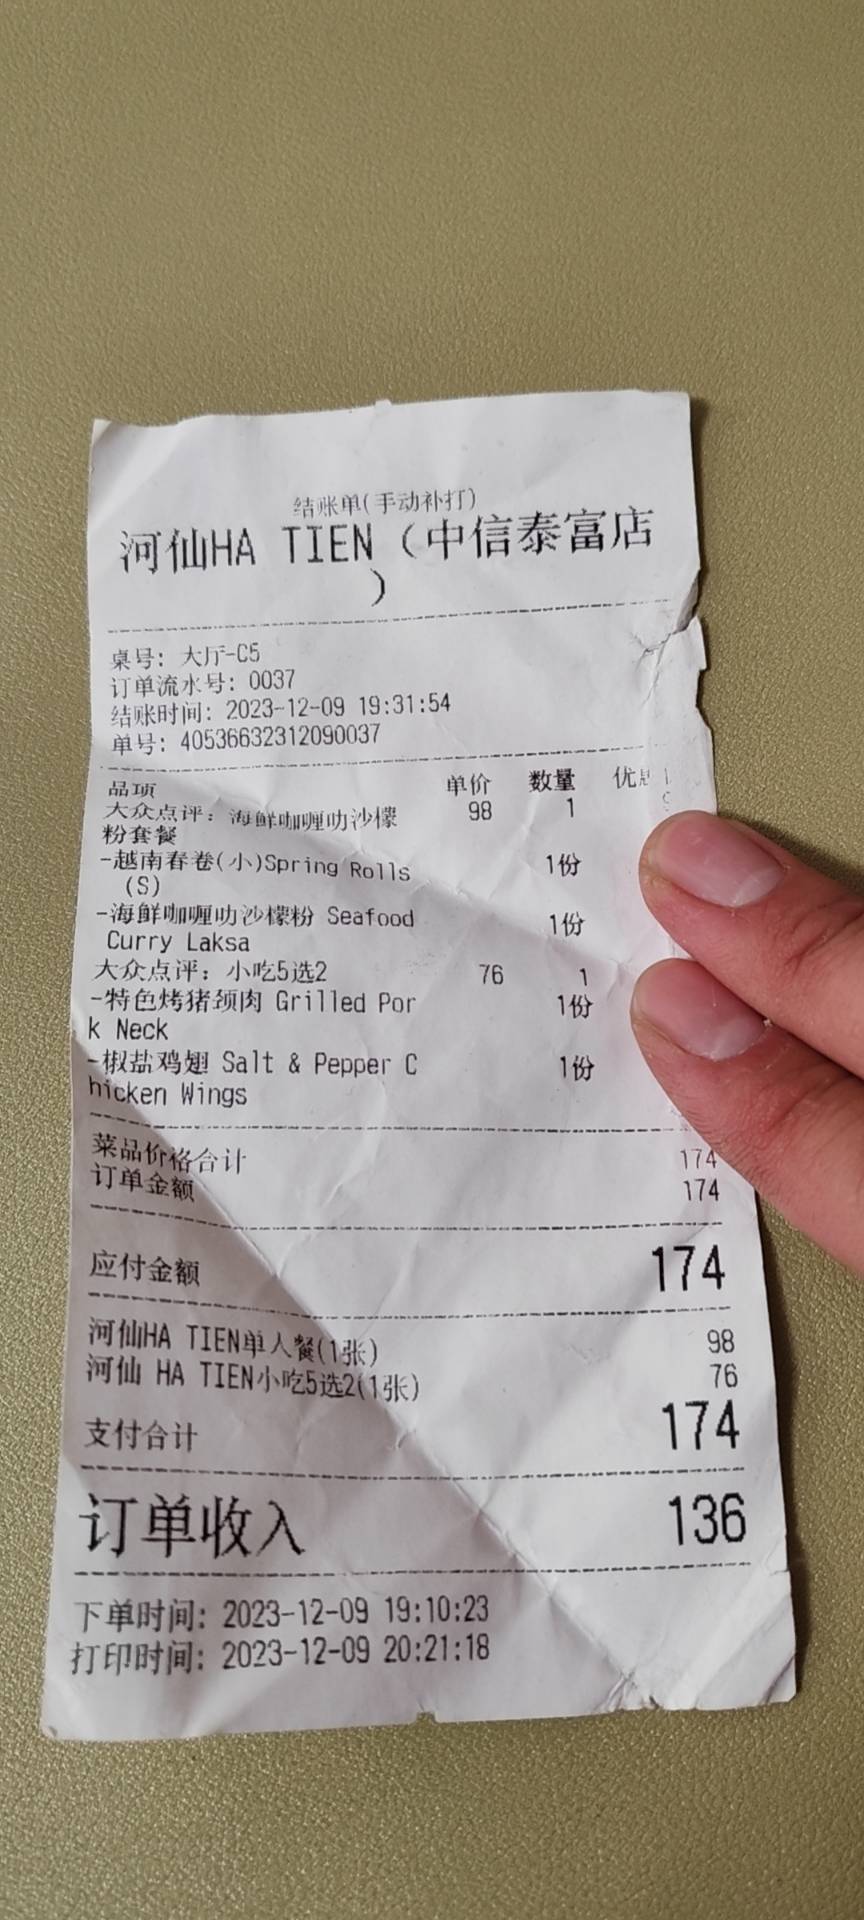 结账单(手动补打)
河仙HA TIEN（中信泰富店
）
桌号: 大厅-C5
订单流水号: 0037
结账时间: 2023-12-09 19:31:54
单号: 40536632312090037
品项 单价 数量
大众点评: 海鲜咖喱叻沙檬 98 1
粉套餐
-越南春卷(小)Spring Rolls 1份
(S)
-海鲜咖喱叻沙檬粉 Seafood 1份
Curry Laksa
大众点评: 小吃5选2 76 1
-特色烤猪颈肉 Grilled Por 1份
k Neck
-椒盐鸡翅 Salt & Pepper C 1份
hicken Wings
菜品价格合计 174
订单金额 174
应付金额 174
河仙HA TIEN单人餐(1张) 98
河仙 HA TIEN小吃5选2(1张) 76
支付合计 174
订单收入 136
下单时间: 2023-12-09 19:10:23
打印时间: 2023-12-09 20:21:18